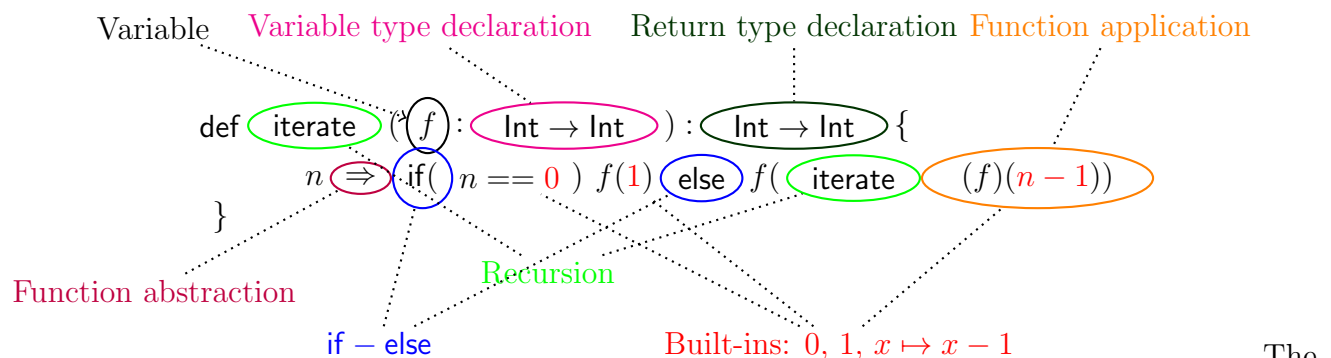 Variable Variable type declaration Return type declaration Function application
def iterate (f : Int → Int) : Int → Int {
n ⇒ if( n == 0 ) f(1) else f( iterate (f)(n − 1))
}
Recursion
Function abstraction
if − else Built-ins: 0, 1, x ↦ x − 1 The